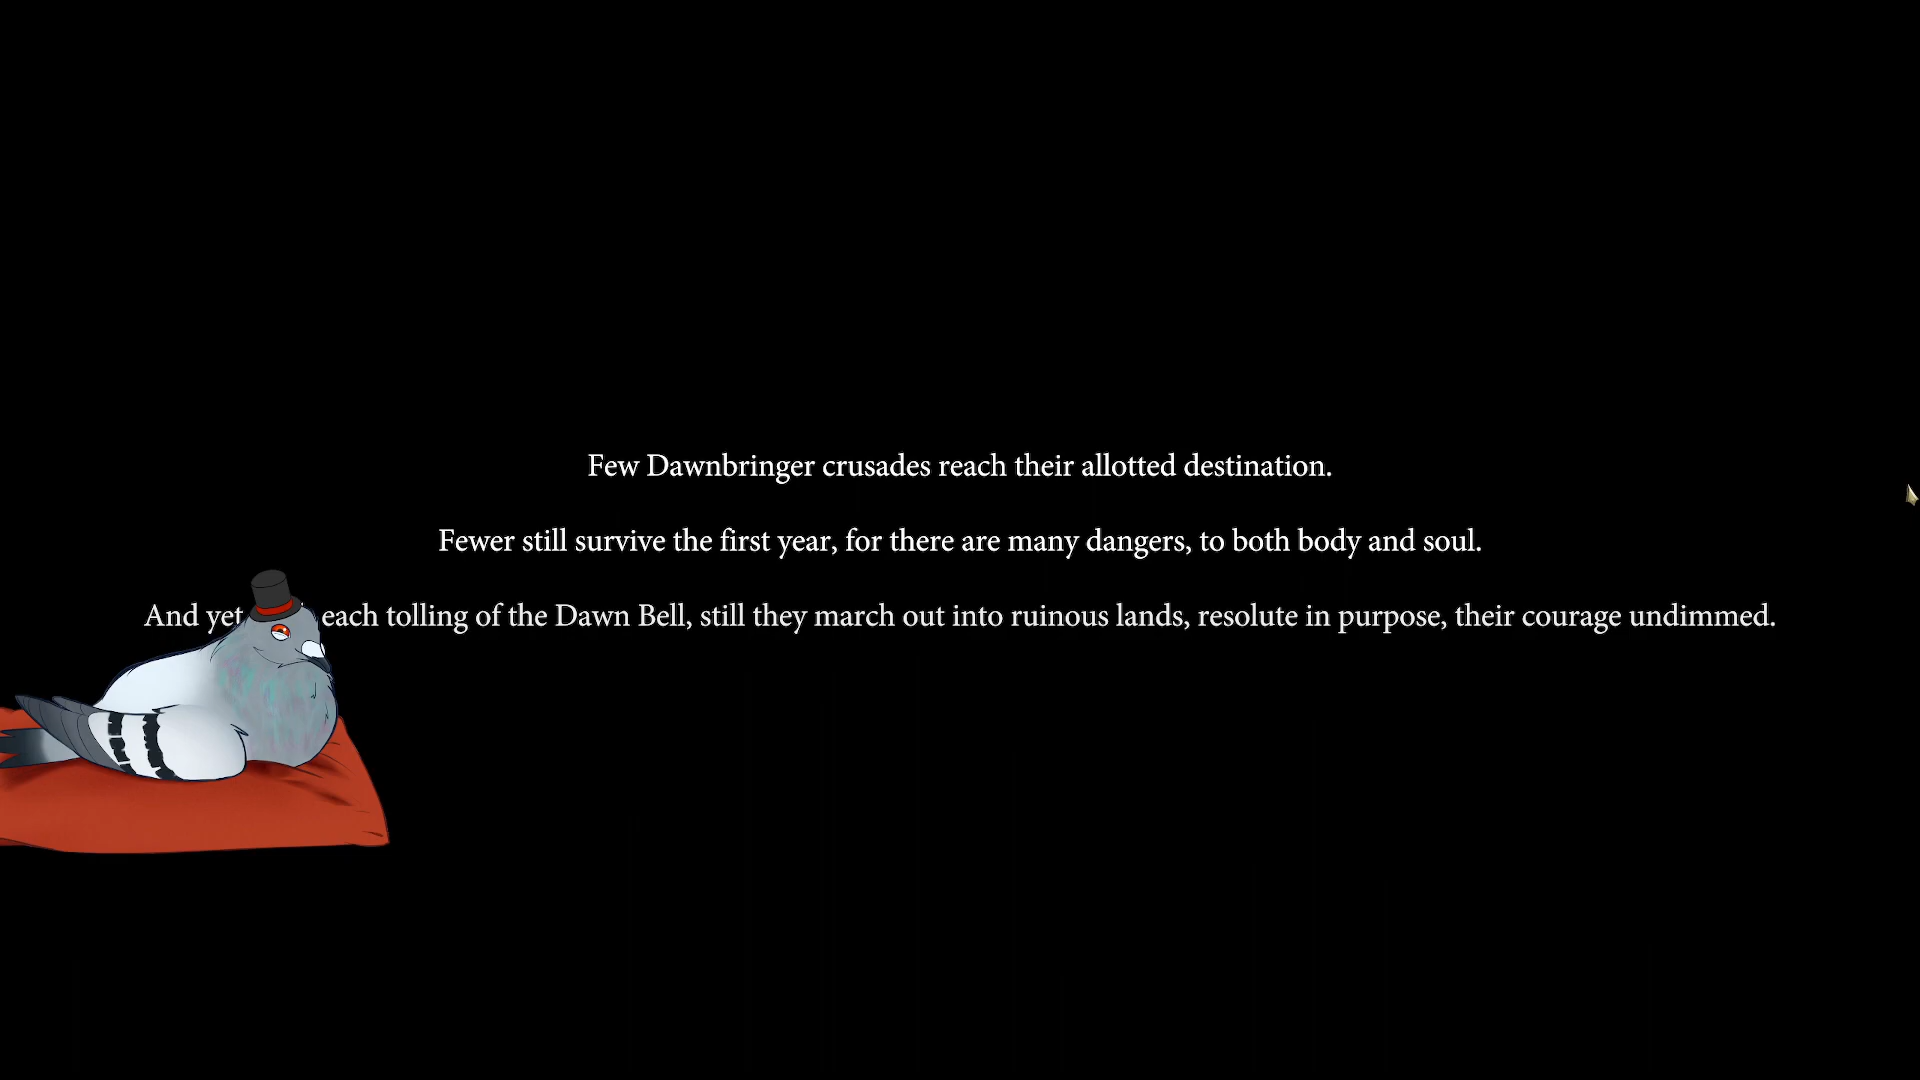 Few Dawnbringer crusades reach their allotted destination.
Fewer still survive the first year, for there are many dangers, to both body and soul.
And yet each tolling of the Dawn Bell, still they march out into ruinous lands, resolute in purpose, their courage undimmed.